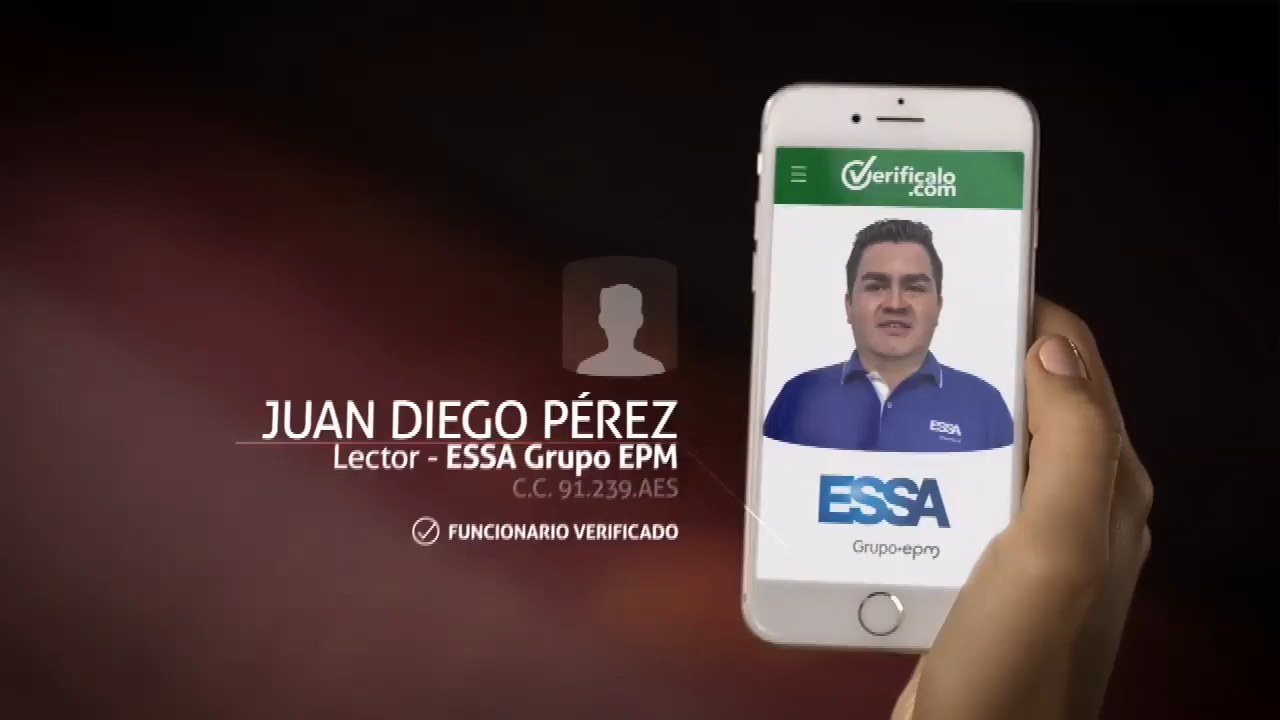 JUAN DIEGO PÉREZ
Lector - ESSA Grupo EPM
C.C. 91.239.AES
FUNCIONARIO VERIFICADO
Verificalo
.com
ESSA
ESSA
Grupo•epm